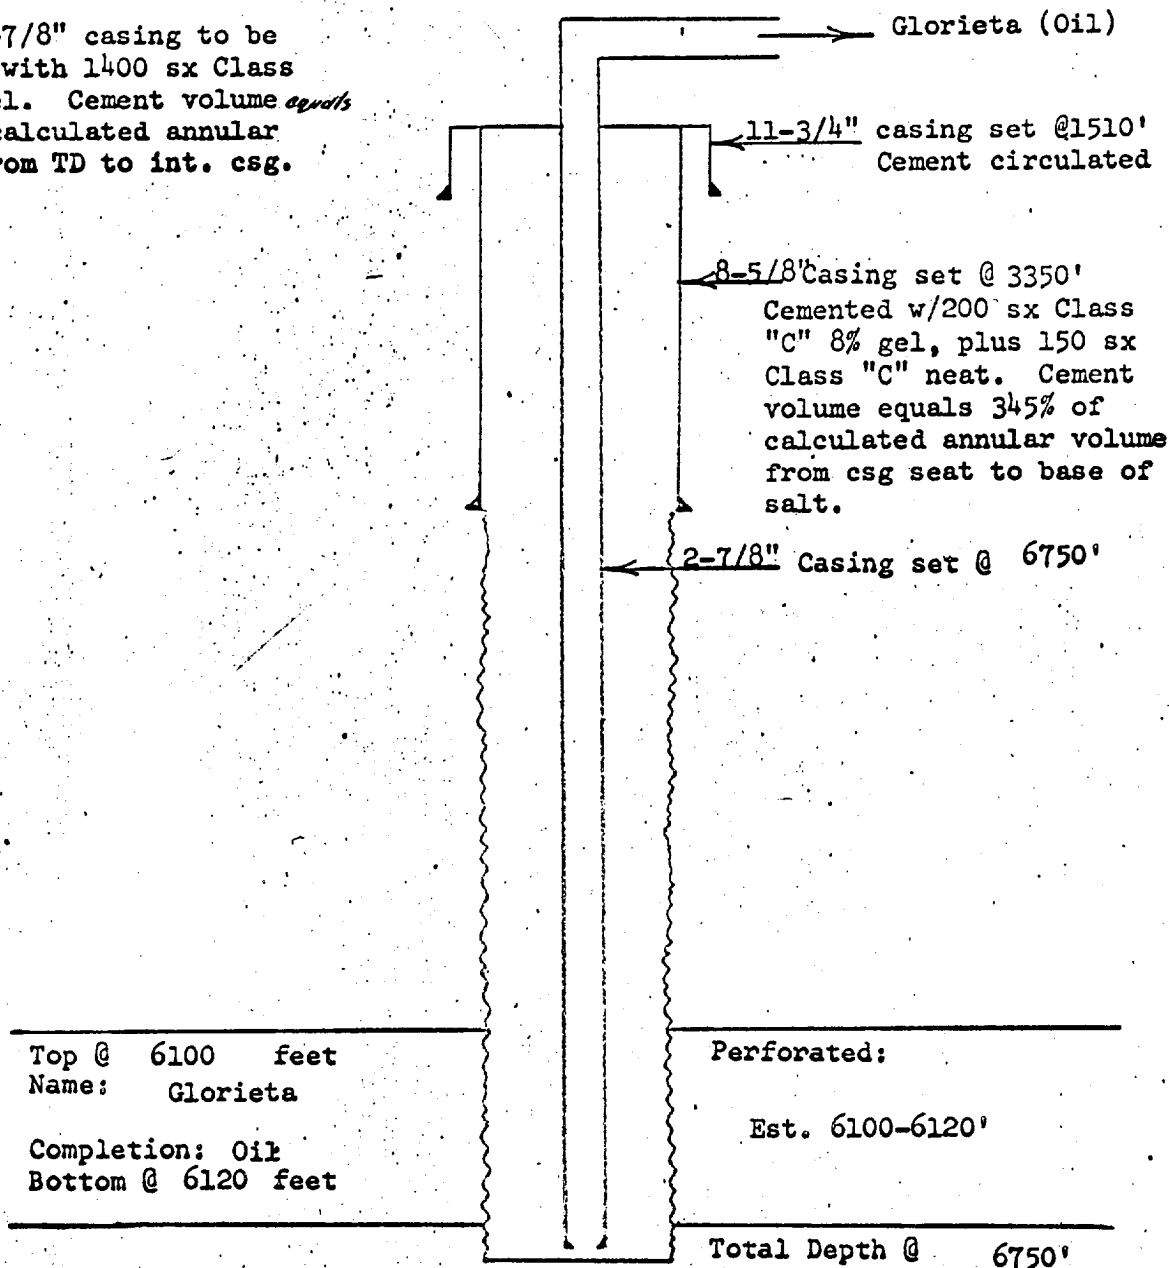 7/8" casing to be
with 1400 sx Class
el. Cement volume equals
calculated annular
rom TD to int. csg.
Glorieta (Oil)
11-3/4" casing set @1510'
Cement circulated
8-5/8" Casing set @ 3350'
Cemented w/200 sx Class
"C" 8% gel, plus 150 sx
Class "C" neat. Cement
volume equals 345% of
calculated annular volume
from csg seat to base of
salt.
2-7/8" Casing set @ 6750'
Top @ 6100 feet
Name: Glorieta
Completion: Oil
Bottom @ 6120 feet
Perforated:
Est. 6100-6120'
Total Depth @ 6750'